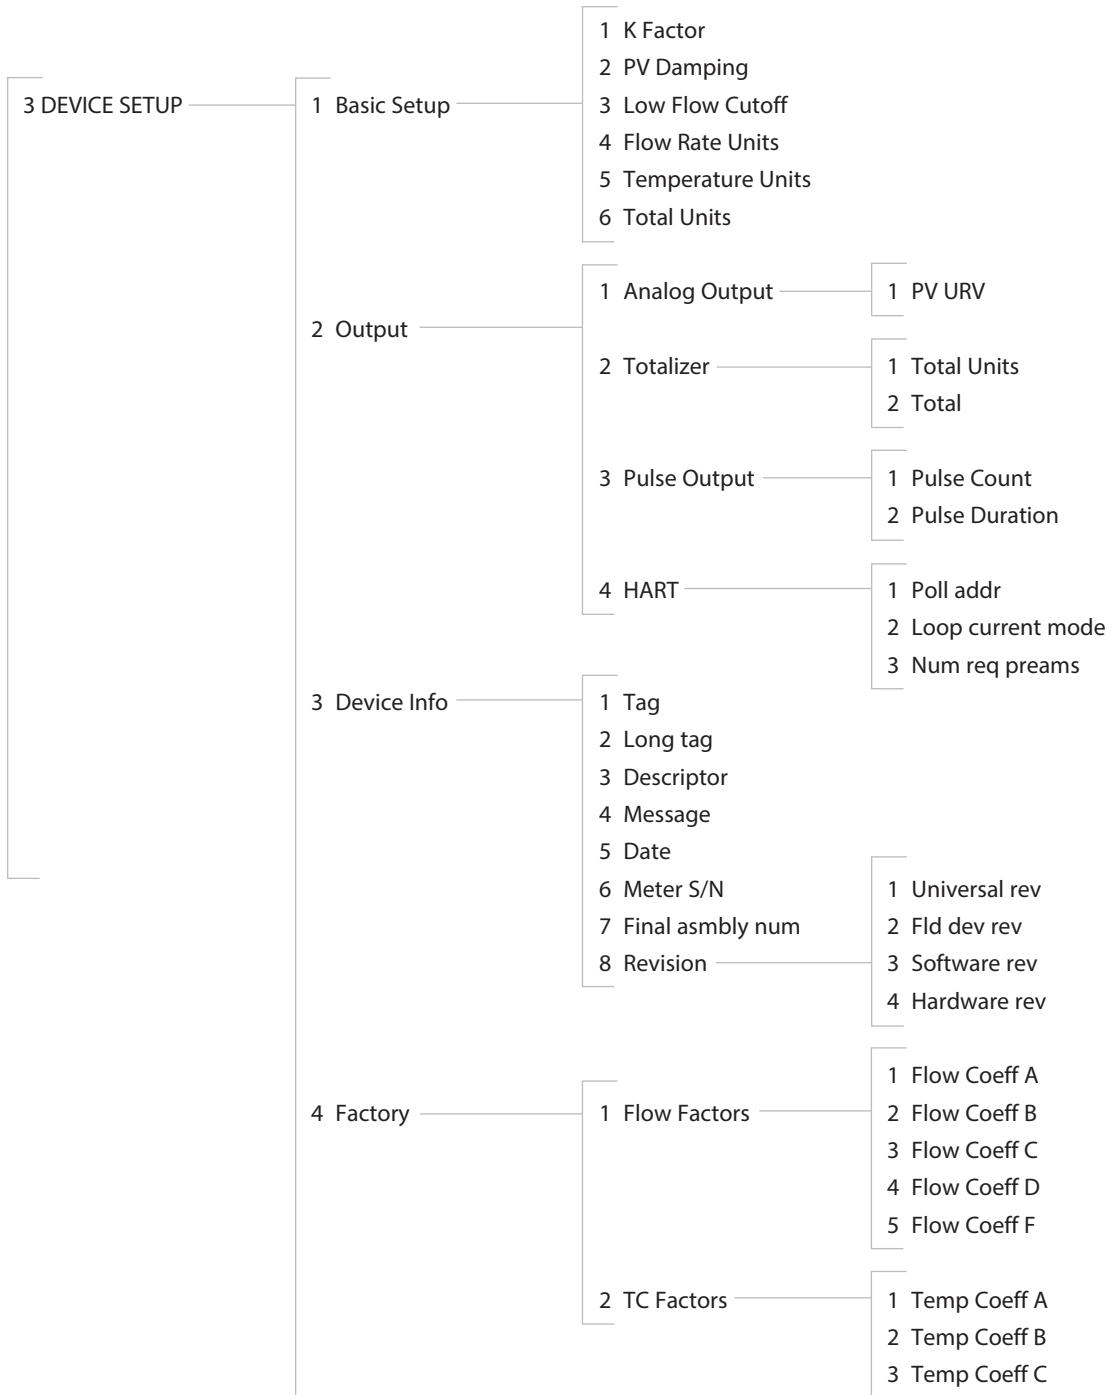 3 DEVICE SETUP
1 Basic Setup
1 K Factor
2 PV Damping
3 Low Flow Cutoff
4 Flow Rate Units
5 Temperature Units
6 Total Units
2 Output
1 Analog Output
1 PV URV
2 Totalizer
1 Total Units
2 Total
3 Pulse Output
1 Pulse Count
2 Pulse Duration
4 HART
1 Poll addr
2 Loop current mode
3 Num req preams
3 Device Info
1 Tag
2 Long tag
3 Descriptor
4 Message
5 Date
6 Meter S/N
7 Final asmbly num
8 Revision
1 Universal rev
2 Fld dev rev
3 Software rev
4 Hardware rev
4 Factory
1 Flow Factors
1 Flow Coeff A
2 Flow Coeff B
3 Flow Coeff C
4 Flow Coeff D
5 Flow Coeff F
2 TC Factors
1 Temp Coeff A
2 Temp Coeff B
3 Temp Coeff C